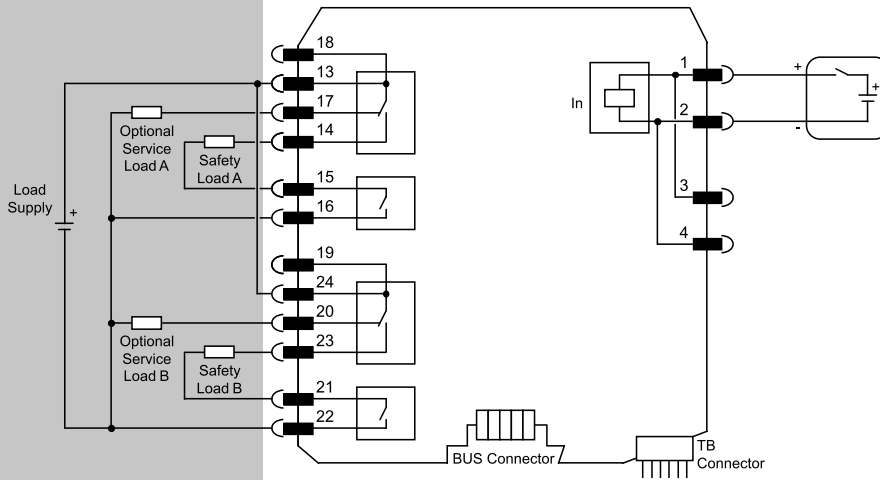 18
13
17
Optional
Service
Load A
14
Safety
Load A
15
16
Load
Supply
+
19
24
20
Optional
Service
Load B
23
Safety
Load B
21
22
In
1
2
3
4
+
-
+
BUS Connector
TB
Connector